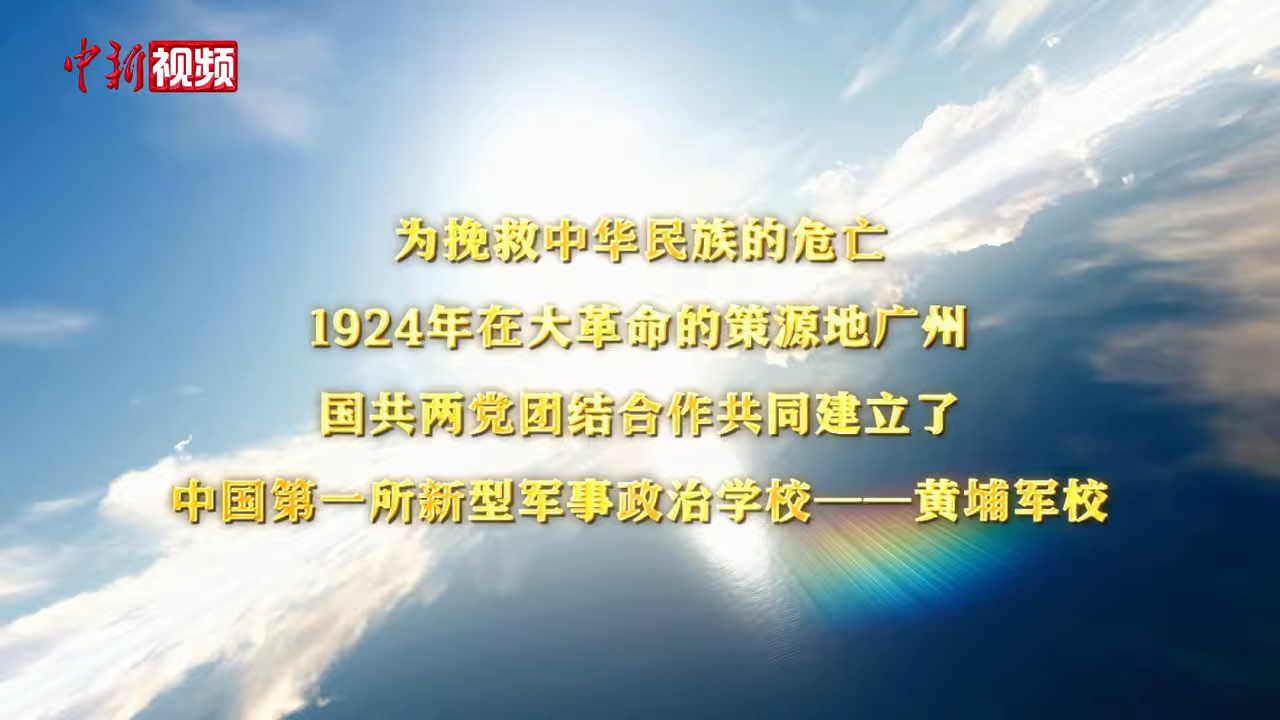 中新视频
为挽救中华民族的危亡
1924年在大革命的策源地广州
国共两党团结合作共同建立了
中国第一所新型军事政治学校——黄埔军校